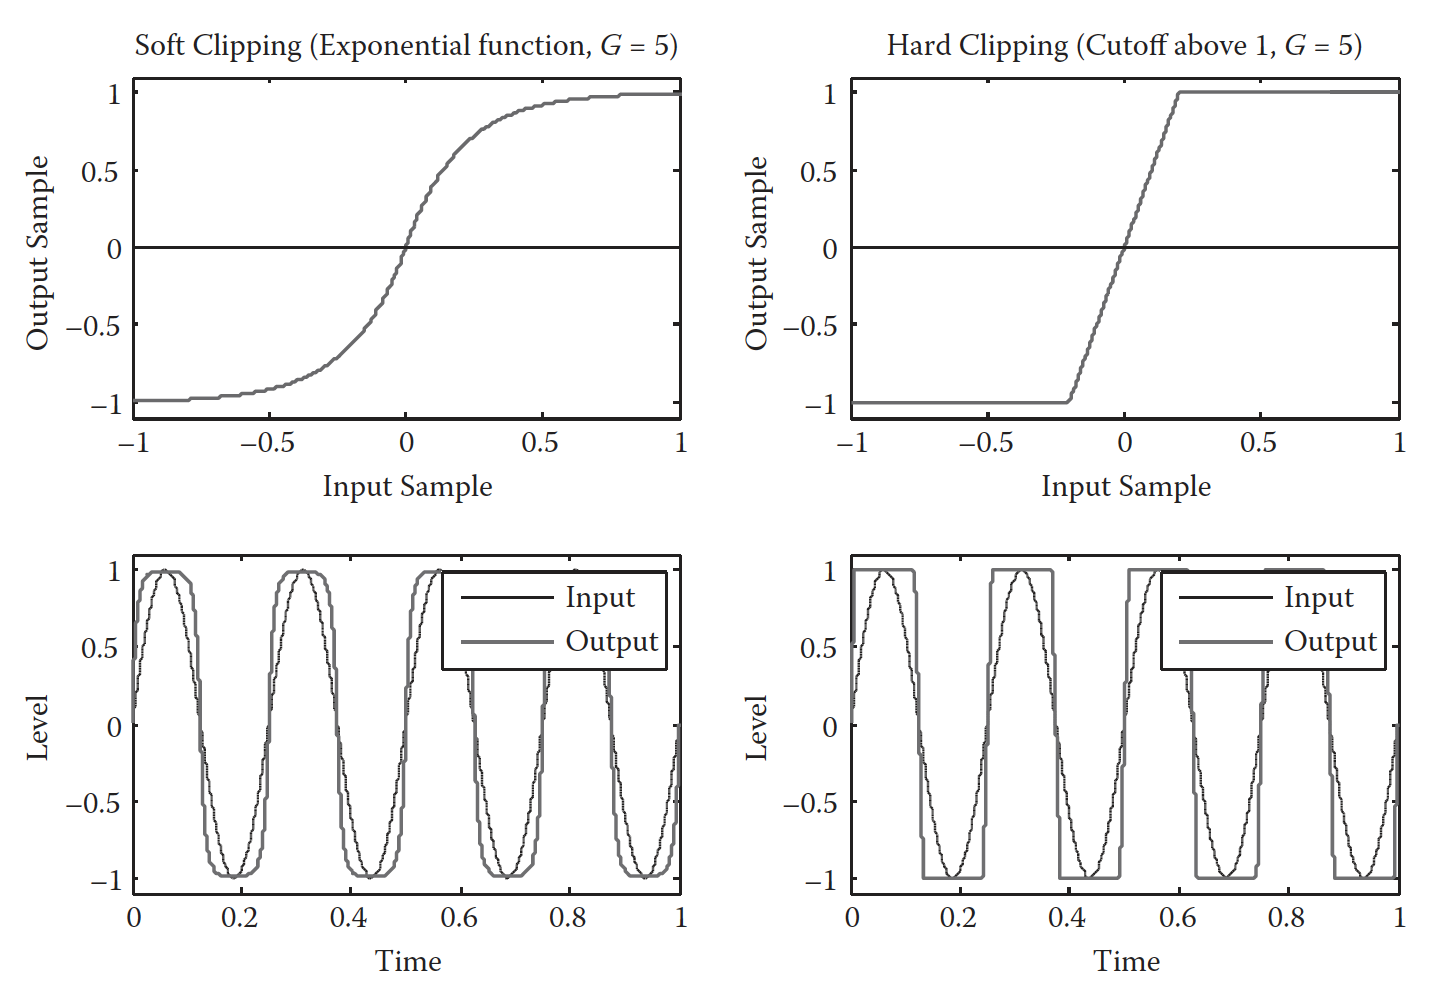 Soft Clipping (Exponential function, G = 5)
1
0.5
0
–0.5
–1
Output Sample
–1 –0.5 0 0.5 1
Input Sample
Hard Clipping (Cutoff above 1, G = 5)
1
0.5
0
–0.5
–1
Output Sample
–1 –0.5 0 0.5 1
Input Sample
1
0.5
0
–0.5
–1
Level
Input
Output
0 0.2 0.4 0.6 0.8 1
Time
1
0.5
0
–0.5
–1
Level
Input
Output
0 0.2 0.4 0.6 0.8 1
Time